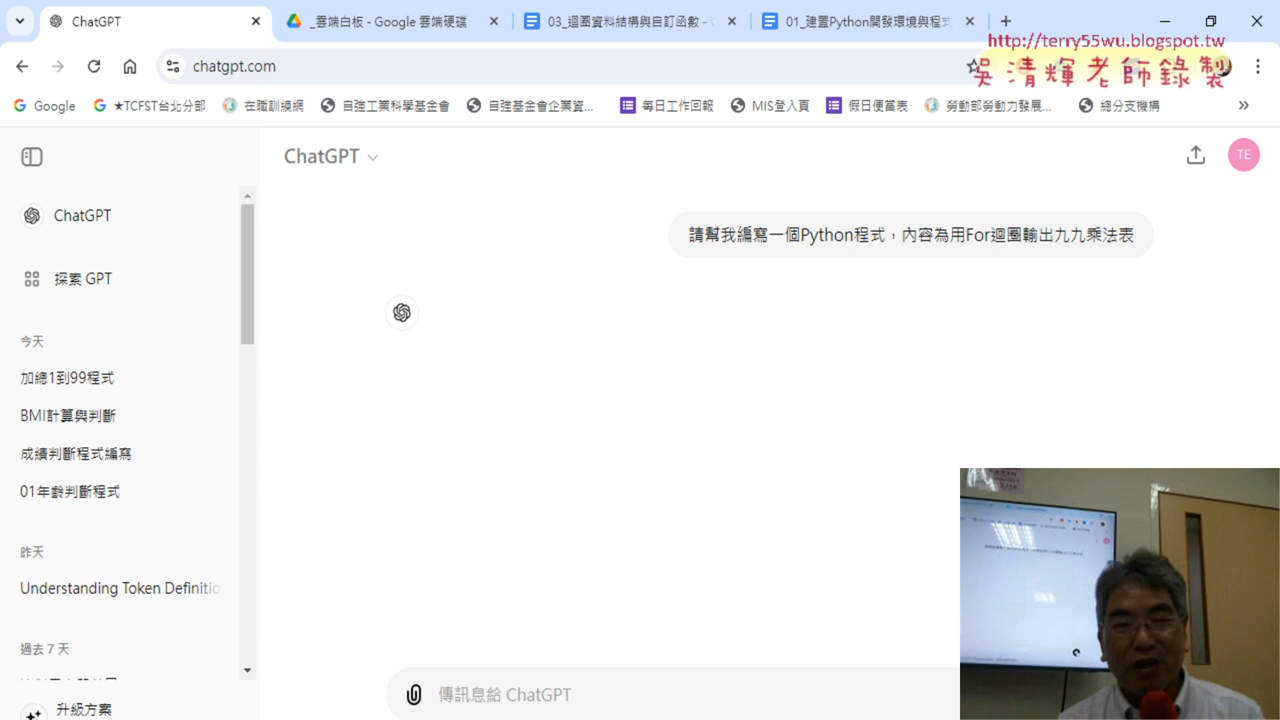 ChatGPT
_雲端白板 - Google 雲端硬碟
03_迴圈資料結構與自訂函數 -
01_建置Python開發環境與程式
http://terry55wu.blogspot.tw
chatgpt.com
吳清輝老師錄製
Google
★TCFST台北分部
在職訓練網
自強工業科學基金會
自強基金會企業資...
每日工作回報
MIS登入頁
假日便當表
勞動部勞動力發展...
總分支機構
ChatGPT
TE
ChatGPT
請幫我編寫一個Python程式，內容為用For迴圈輸出九九乘法表
探索 GPT
今天
加總1到99程式
BMI計算與判斷
成績判斷程式編寫
01年齡判斷程式
昨天
Understanding Token Definitio
過去 7 天
傳訊息給 ChatGPT
升級方案